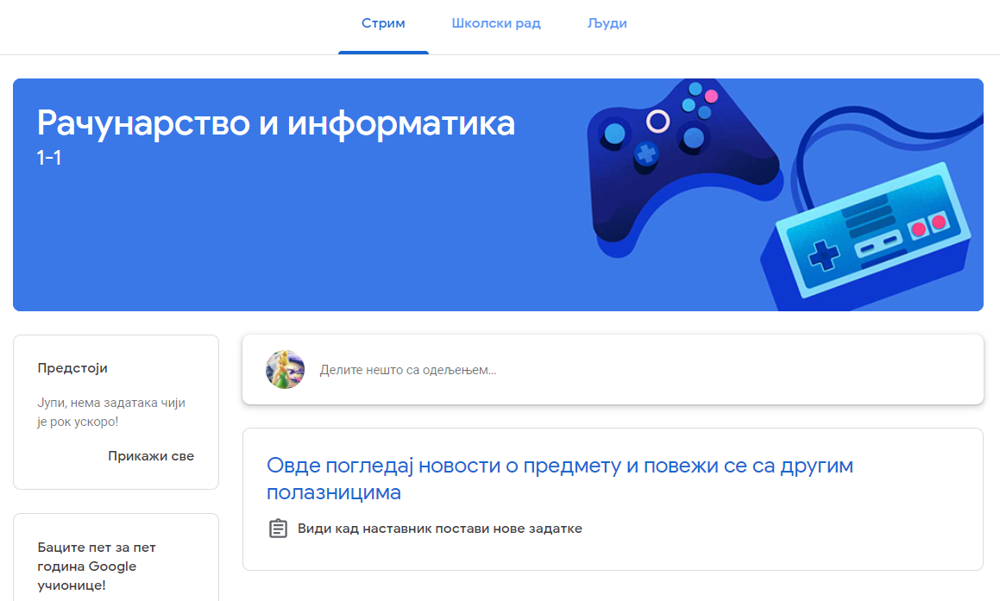 Стрим
Школски рад
Људи
Рачунарство и информатика
1-1
Предстоји
Јупи, нема задатака чији
је рок ускоро!
Прикажи све
Баците пет за пет
година Google
учионице!
Делите нешто са одељењем...
Овде погледај новости о предмету и повежи се са другим
полазницима
Види кад наставник постави нове задатке